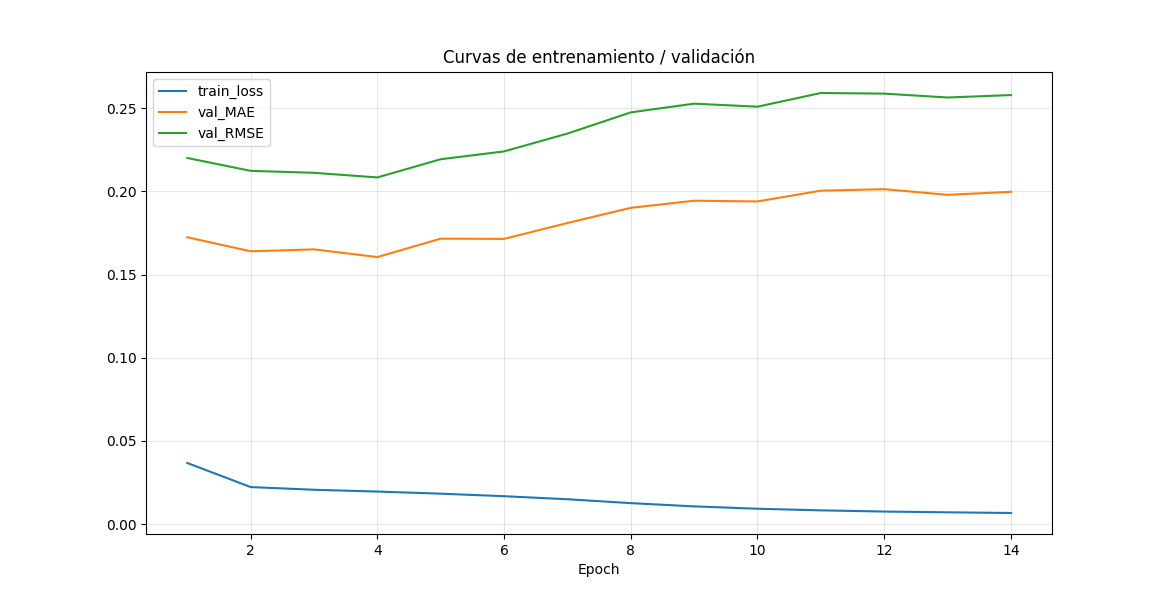 Curvas de entrenamiento / validación
train_loss
val_MAE
val_RMSE
0.25
0.20
0.15
0.10
0.05
0.00
2 4 6 8 10 12 14
Epoch